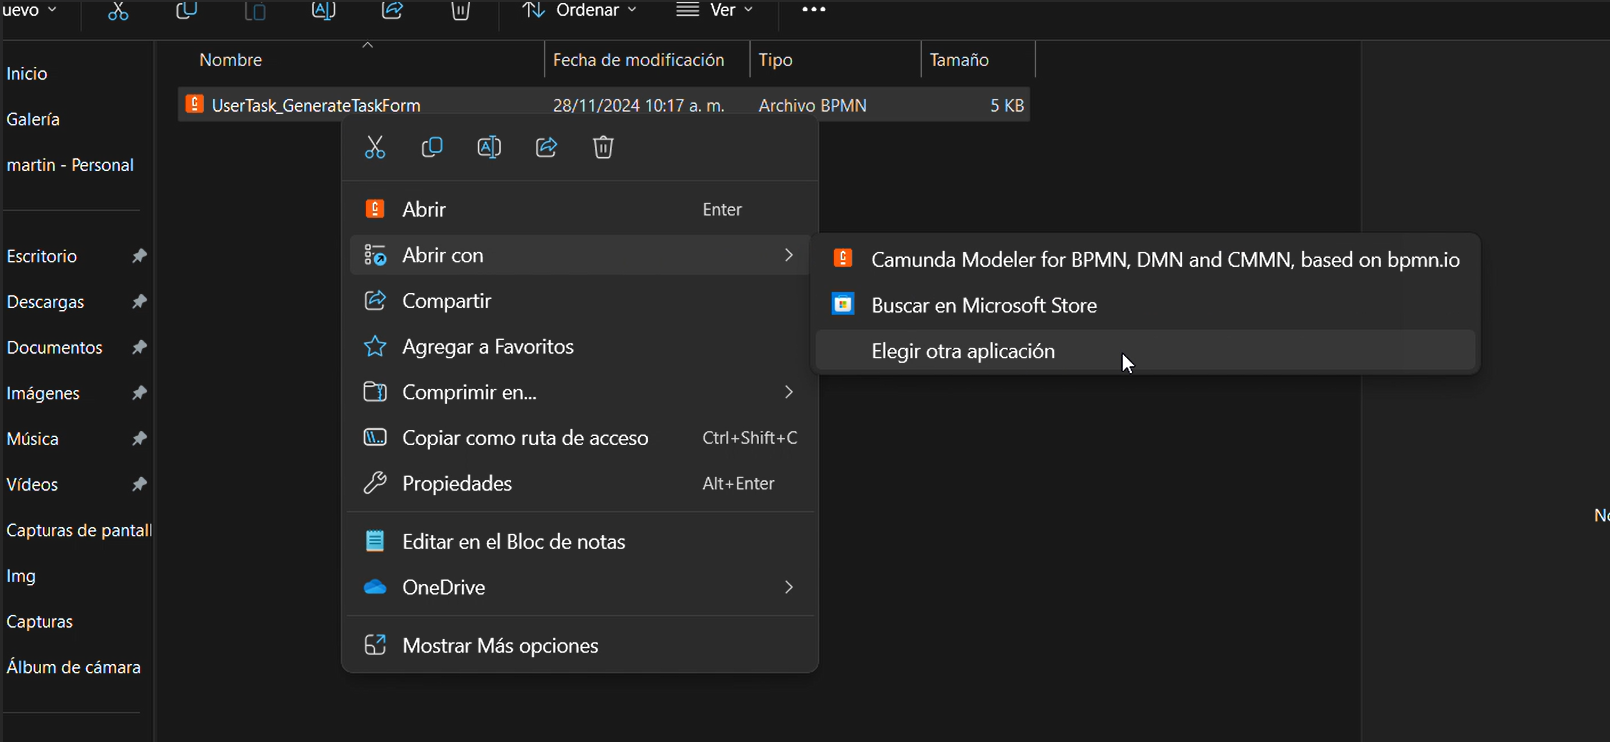 uevo
Ordenar
Ver
Nombre
Fecha de modificación
Tipo
Tamaño
UserTask_GenerateTaskForm
28/11/2024 10:17 a. m.
Archivo BPMN
5 KB
Inicio
Galería
martin - Personal
Escritorio
Descargas
Documentos
Imágenes
Música
Vídeos
Capturas de pantall
Img
Capturas
Álbum de cámara
Abrir
Enter
Abrir con
Compartir
Agregar a Favoritos
Comprimir en...
Copiar como ruta de acceso
Ctrl+Shift+C
Propiedades
Alt+Enter
Editar en el Bloc de notas
OneDrive
Mostrar Más opciones
Camunda Modeler for BPMN, DMN and CMMN, based on bpmn.io
Buscar en Microsoft Store
Elegir otra aplicación